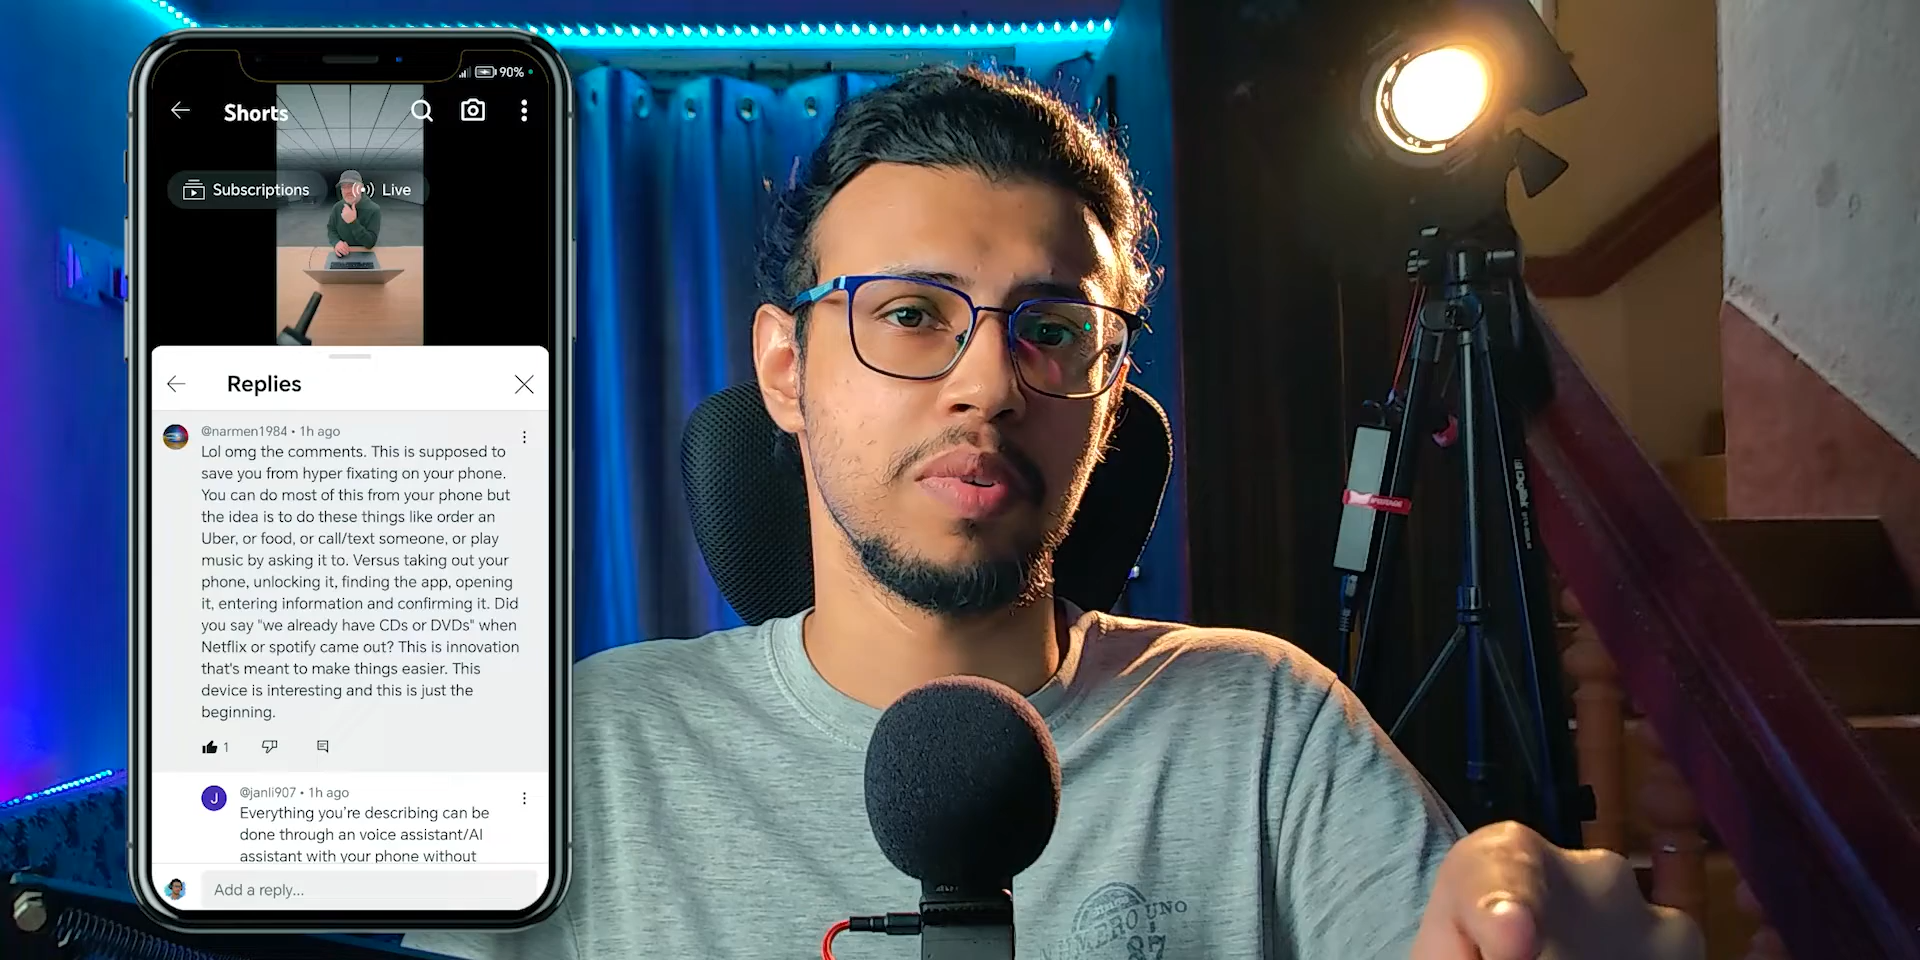 90%
Shorts
Subscriptions
Live
Replies
@narmen1984 • 1h ago
Lol omg the comments. This is supposed to
save you from hyper fixating on your phone.
You can do most of this from your phone but
the idea is to do these things like order an
Uber, or food, or call/text someone, or play
music by asking it to. Versus taking out your
phone, unlocking it, finding the app, opening
it, entering information and confirming it. Did
you say "we already have CDs or DVDs" when
Netflix or spotify came out? This is innovation
that's meant to make things easier. This
device is interesting and this is just the
beginning.
1
J
@janli907 • 1h ago
Everything you're describing can be
done through an voice assistant/AI
assistant with your phone without
Add a reply...
NUMERO UNO
87
Digitek